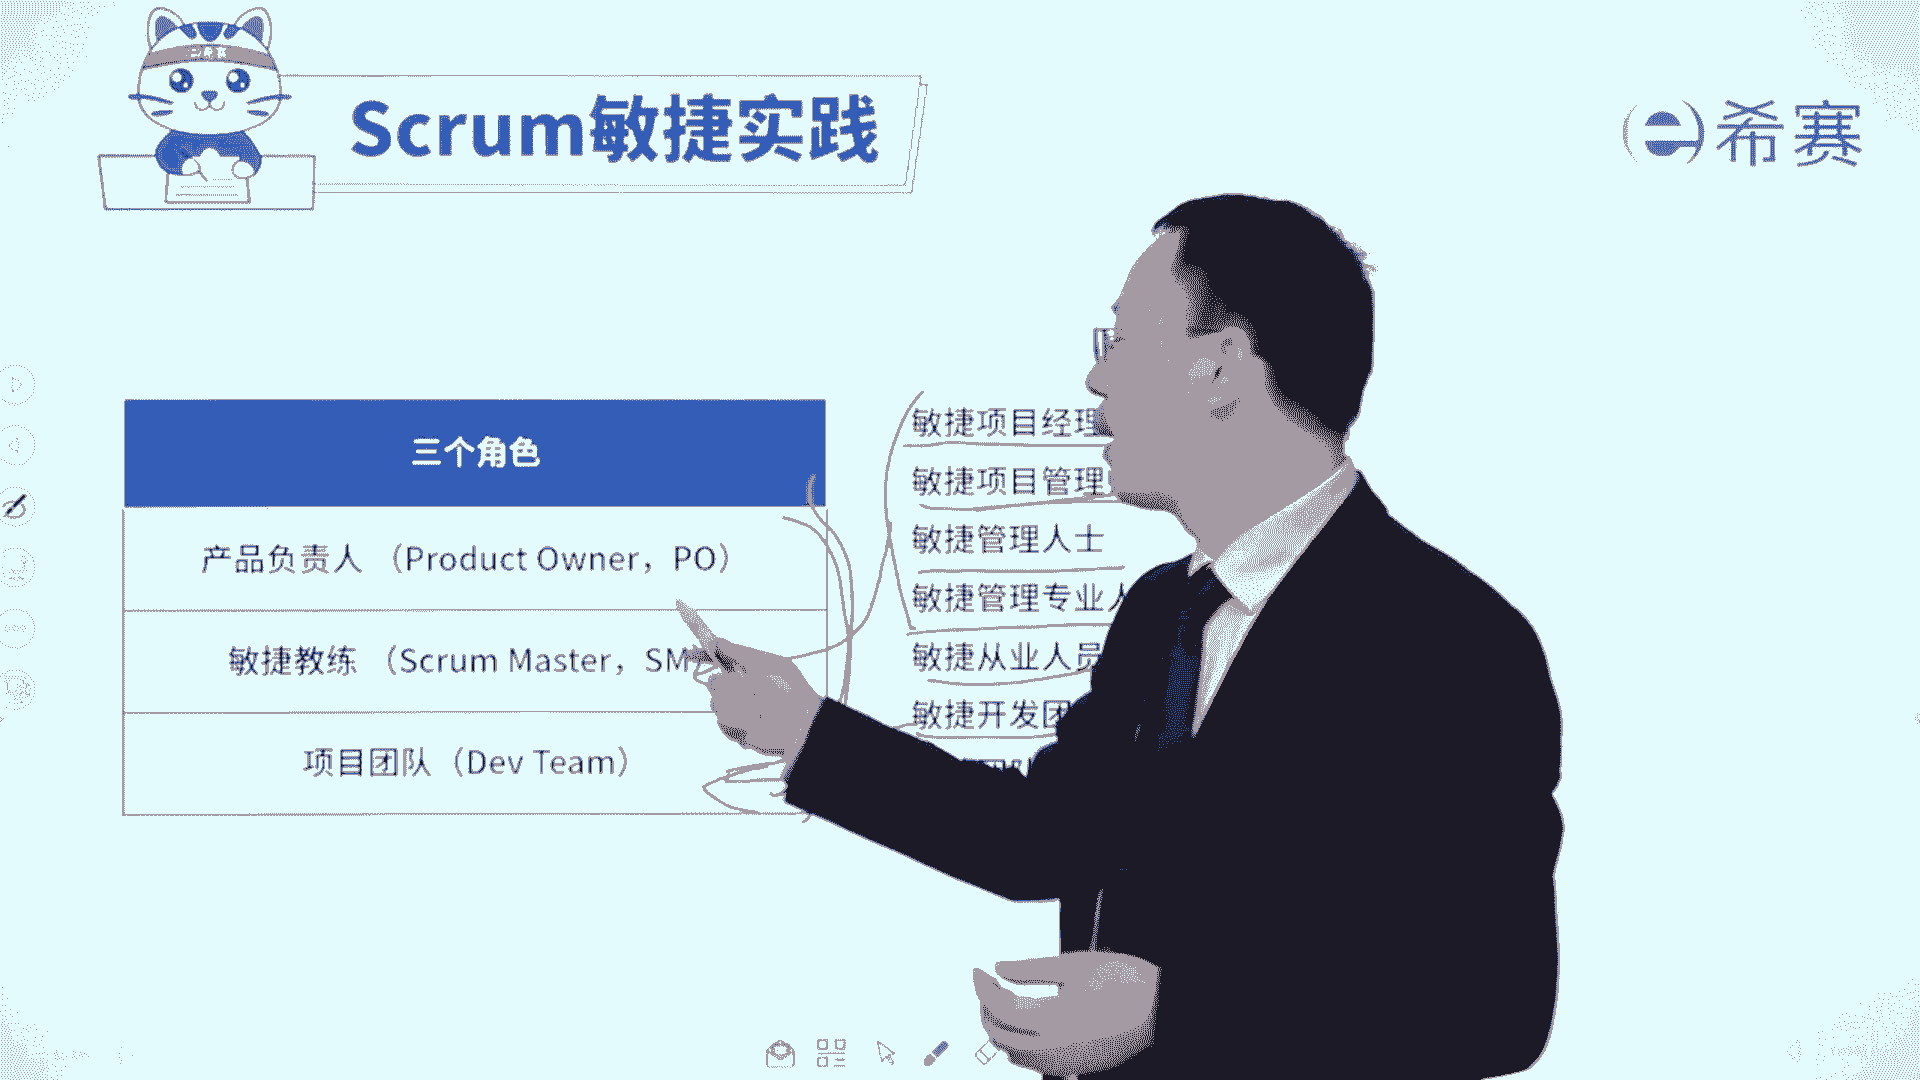 Scrum敏捷实践
希赛
三个角色
产品负责人 （Product Owner，PO）
敏捷教练 （Scrum Master，SM
项目团队（Dev Team）
敏捷项目经理
敏捷项目管理
敏捷管理人士
敏捷管理专业人
敏捷从业人员
敏捷开发团